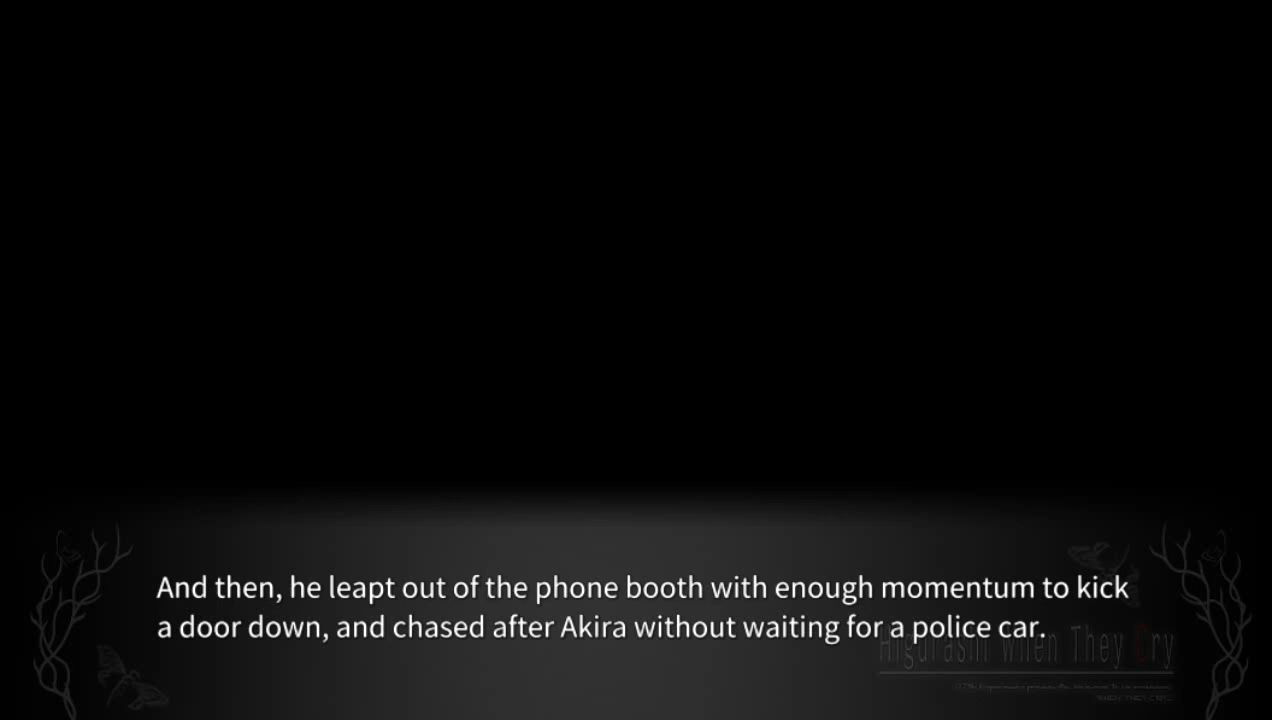 And then, he leapt out of the phone booth with enough momentum to kick
a door down, and chased after Akira without waiting for a police car.
Higurashi When They Cry